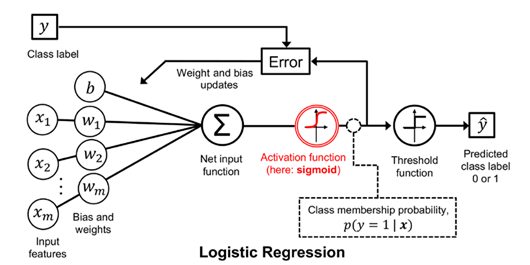 y
Class label
Error
Weight and bias
updates
b
x₁
w₁
x₂
w₂
⋮
xₘ
wₘ
Input
features
Bias and
weights
Σ
Net input
function
Activation function
(here: sigmoid)
Threshold
function
ŷ
Predicted
class label
0 or 1
Class membership probability,
p(y = 1 | x)
Logistic Regression